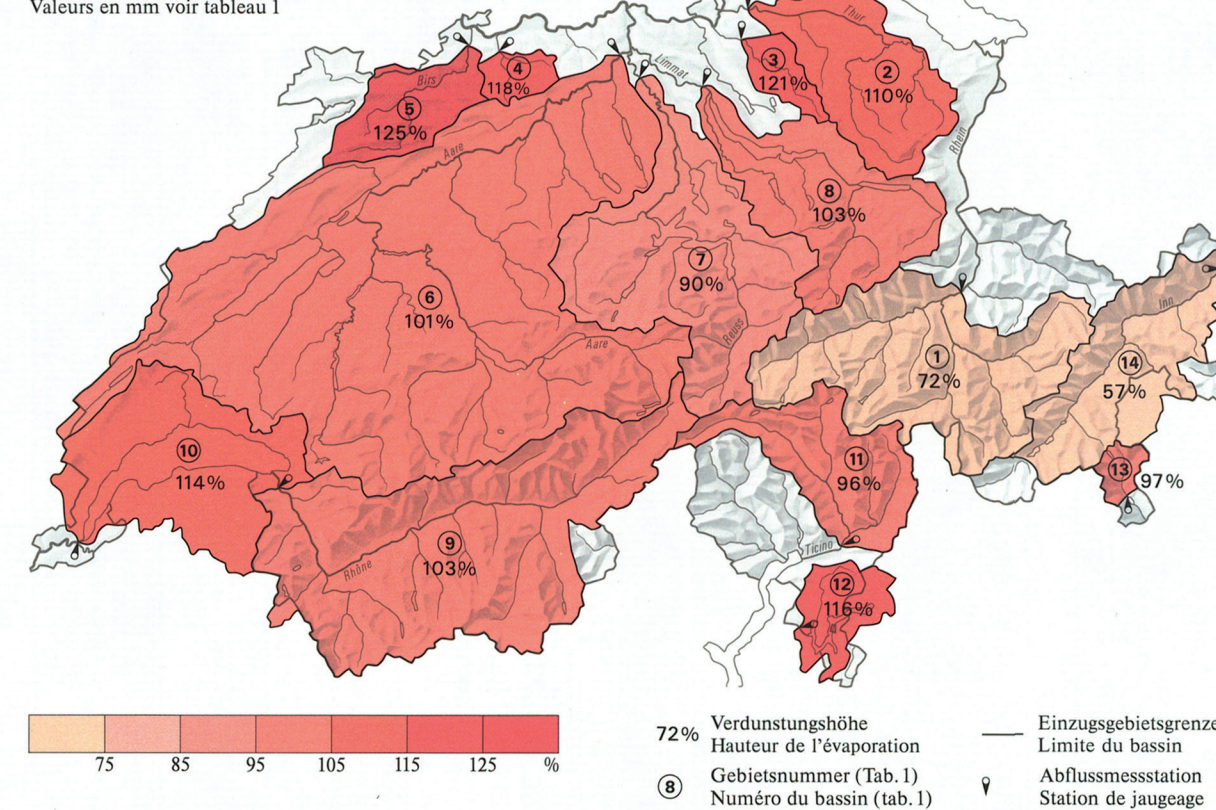 Valeurs en mm voir tableau 1
Thur
Limmat
Birs
3
121%
2
110%
4
118%
5
125%
Rhein
Aare
8
103%
7
90%
6
101%
Inn
Reuss
Aare
1
72%
14
57%
10
114%
11
96%
13
97%
9
103%
Rhône
Ticino
12
116%
75 85 95 105 115 125 %
72% Verdunstungshöhe
Hauteur de l'évaporation
8 Gebietsnummer (Tab. 1)
Numéro du bassin (tab. 1)
Einzugsgebietsgrenze
Limite du bassin
Abflussmessstation
Station de jaugeage